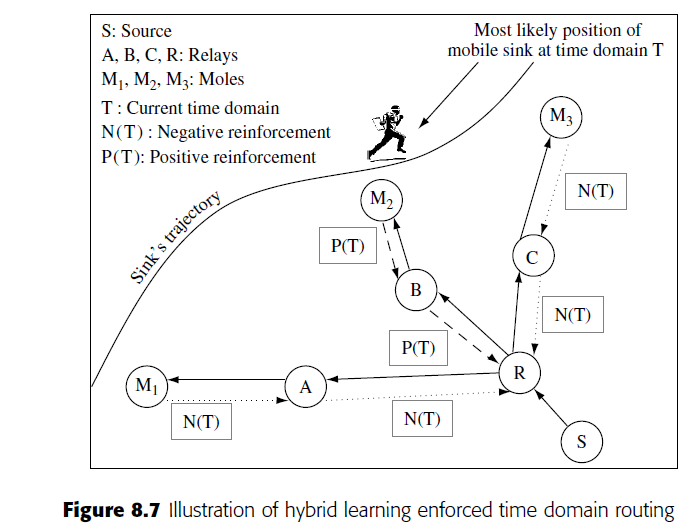 S: Source
A, B, C, R: Relays
M1, M2, M3: Moles
T : Current time domain
N(T) : Negative reinforcement
P(T): Positive reinforcement
Most likely position of
mobile sink at time domain T
Sink's trajectory
M3
N(T)
M2
P(T)
C
B
N(T)
P(T)
R
M1
A
N(T)
N(T)
S
Figure 8.7 Illustration of hybrid learning enforced time domain routing